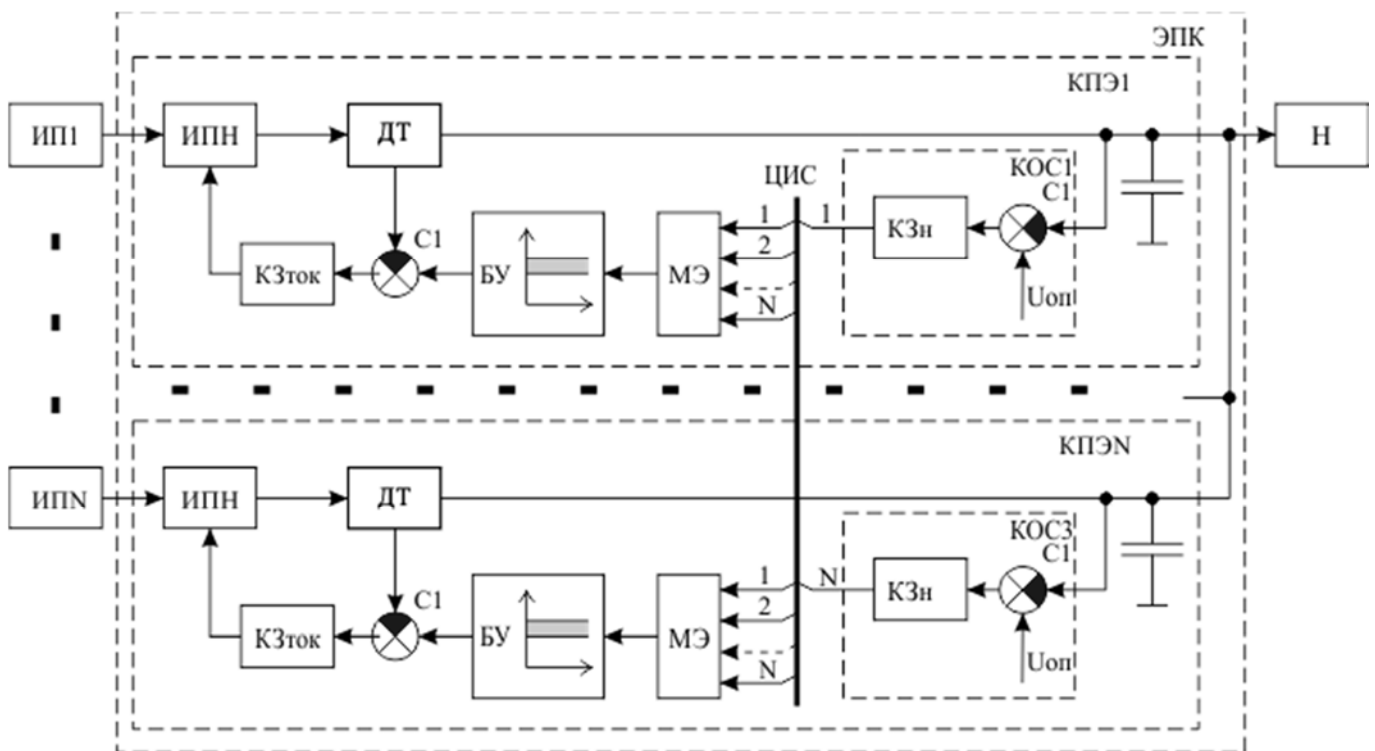 ЭПК
КПЭ1
ИП1
ИПН
ДТ
Н
ЦИС
КОС1
С1
1
1
С1
КЗн
2
КЗток
БУ
МЭ
N
Uоп
КПЭN
ИПN
ИПН
ДТ
КОС3
С1
1
N
С1
КЗн
2
КЗток
БУ
МЭ
N
Uоп